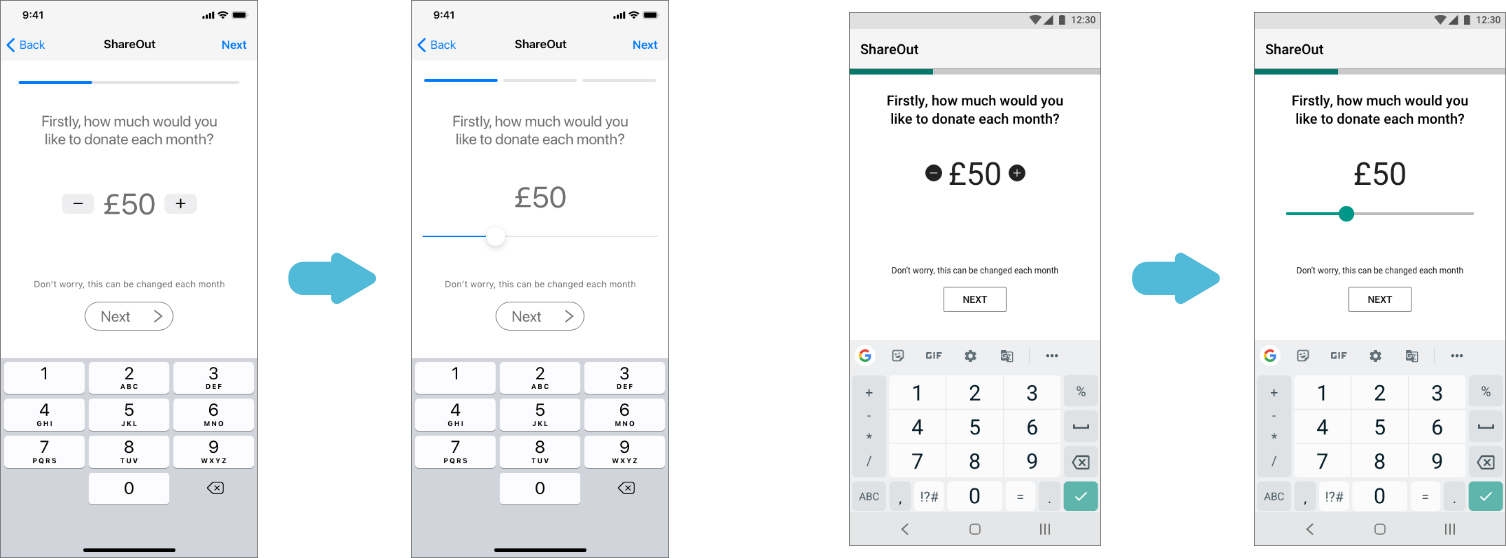 9:41
Back
ShareOut
Next
Firstly, how much would you
like to donate each month?
− £50 +
Don't worry, this can be changed each month
Next
1
2
3
ABC
DEF
4
5
6
GHI
JKL
MNO
7
8
9
PQRS
TUV
WXYZ
0
9:41
Back
ShareOut
Next
Firstly, how much would you
like to donate each month?
£50
Don't worry, this can be changed each month
Next
1
2
3
ABC
DEF
4
5
6
GHI
JKL
MNO
7
8
9
PQRS
TUV
WXYZ
0
12:30
ShareOut
Firstly, how much would you
like to donate each month?
− £50 +
Don't worry, this can be changed each month
NEXT
G GIF ...
+ 1 2 3 %
- 4 5 6
*
/ 7 8 9
ABC , !?# 0 = .
12:30
ShareOut
Firstly, how much would you
like to donate each month?
£50
Don't worry, this can be changed each month
NEXT
G GIF ...
+ 1 2 3 %
- 4 5 6
*
/ 7 8 9
ABC , !?# 0 = .